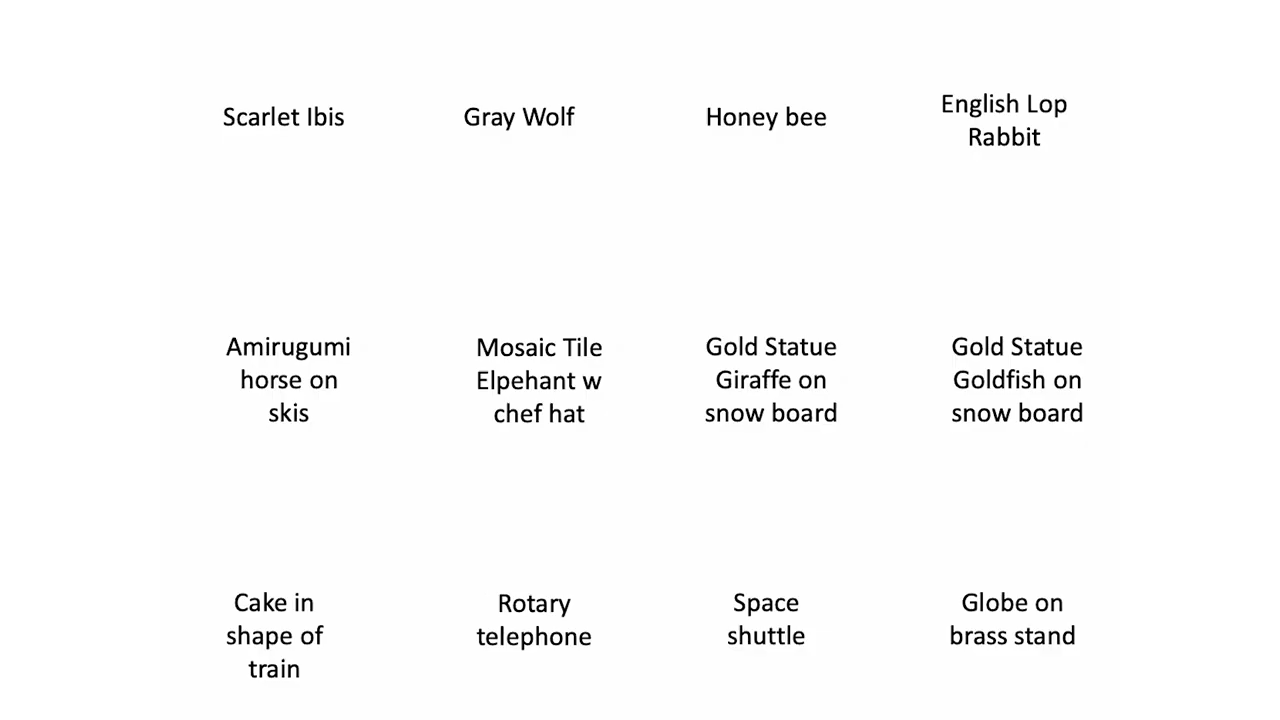 Scarlet Ibis
Gray Wolf
Honey bee
English Lop
Rabbit
Amirugumi
horse on
skis
Mosaic Tile
Elpehant w
chef hat
Gold Statue
Giraffe on
snow board
Gold Statue
Goldfish on
snow board
Cake in
shape of
train
Rotary
telephone
Space
shuttle
Globe on
brass stand